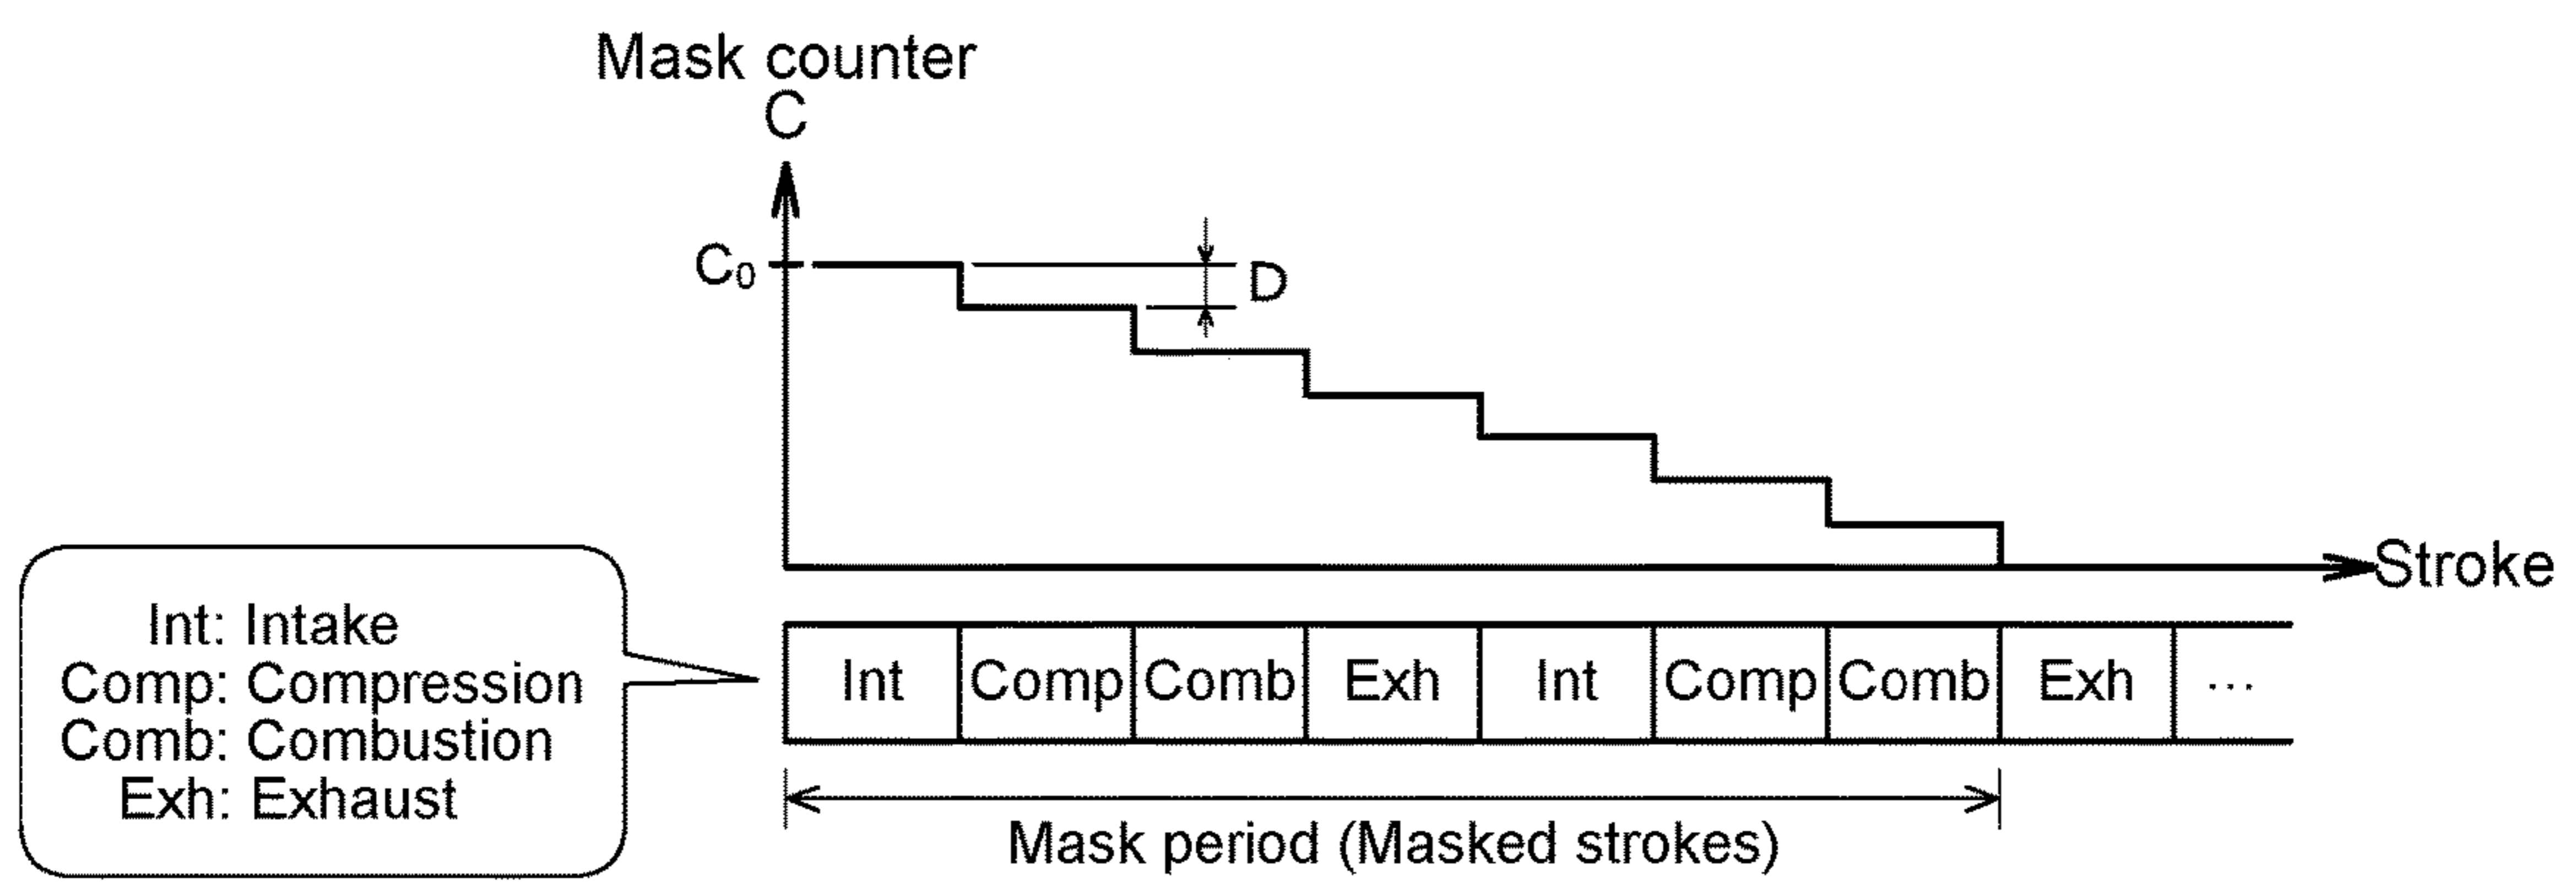 Mask counter
C
C₀
D
Stroke
Int: Intake
Comp: Compression
Comb: Combustion
Exh: Exhaust
Int Comp Comb Exh Int Comp Comb Exh ...
Mask period (Masked strokes)